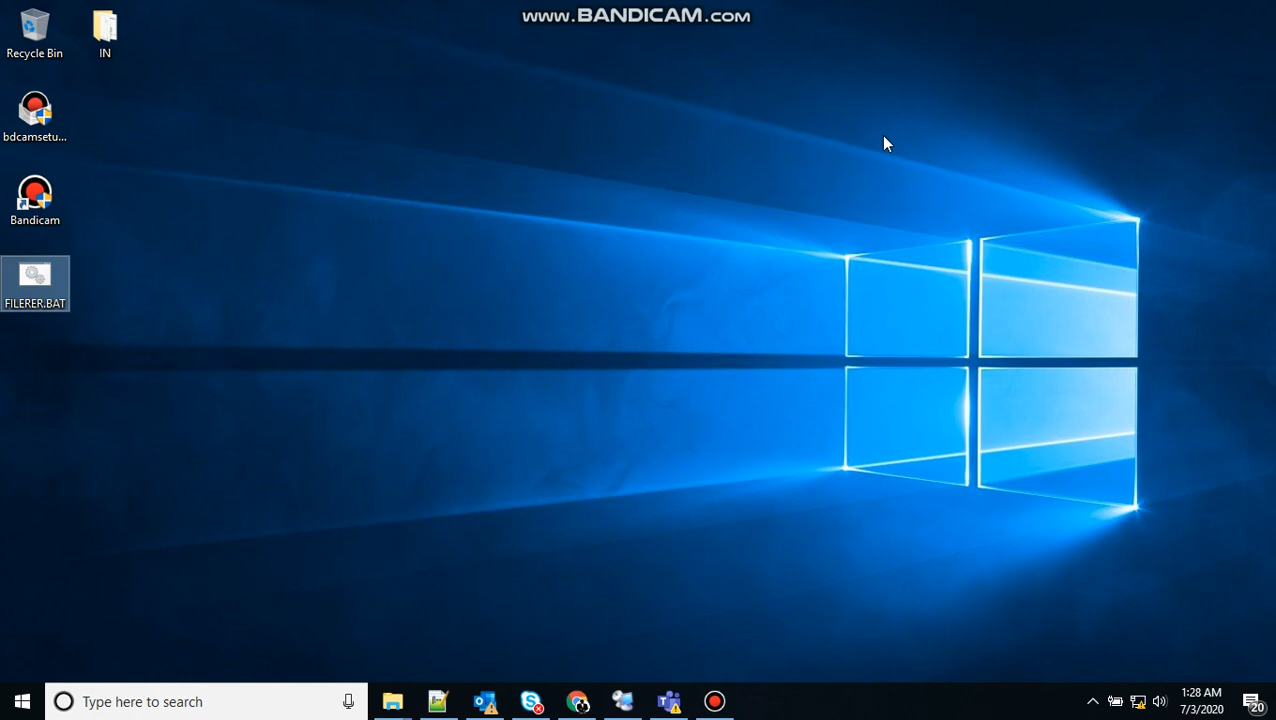 www.BANDICAM.com
Recycle Bin
IN
bdcamsetu...
Bandicam
FILERER.BAT
Type here to search
1:28 AM
7/3/2020
20